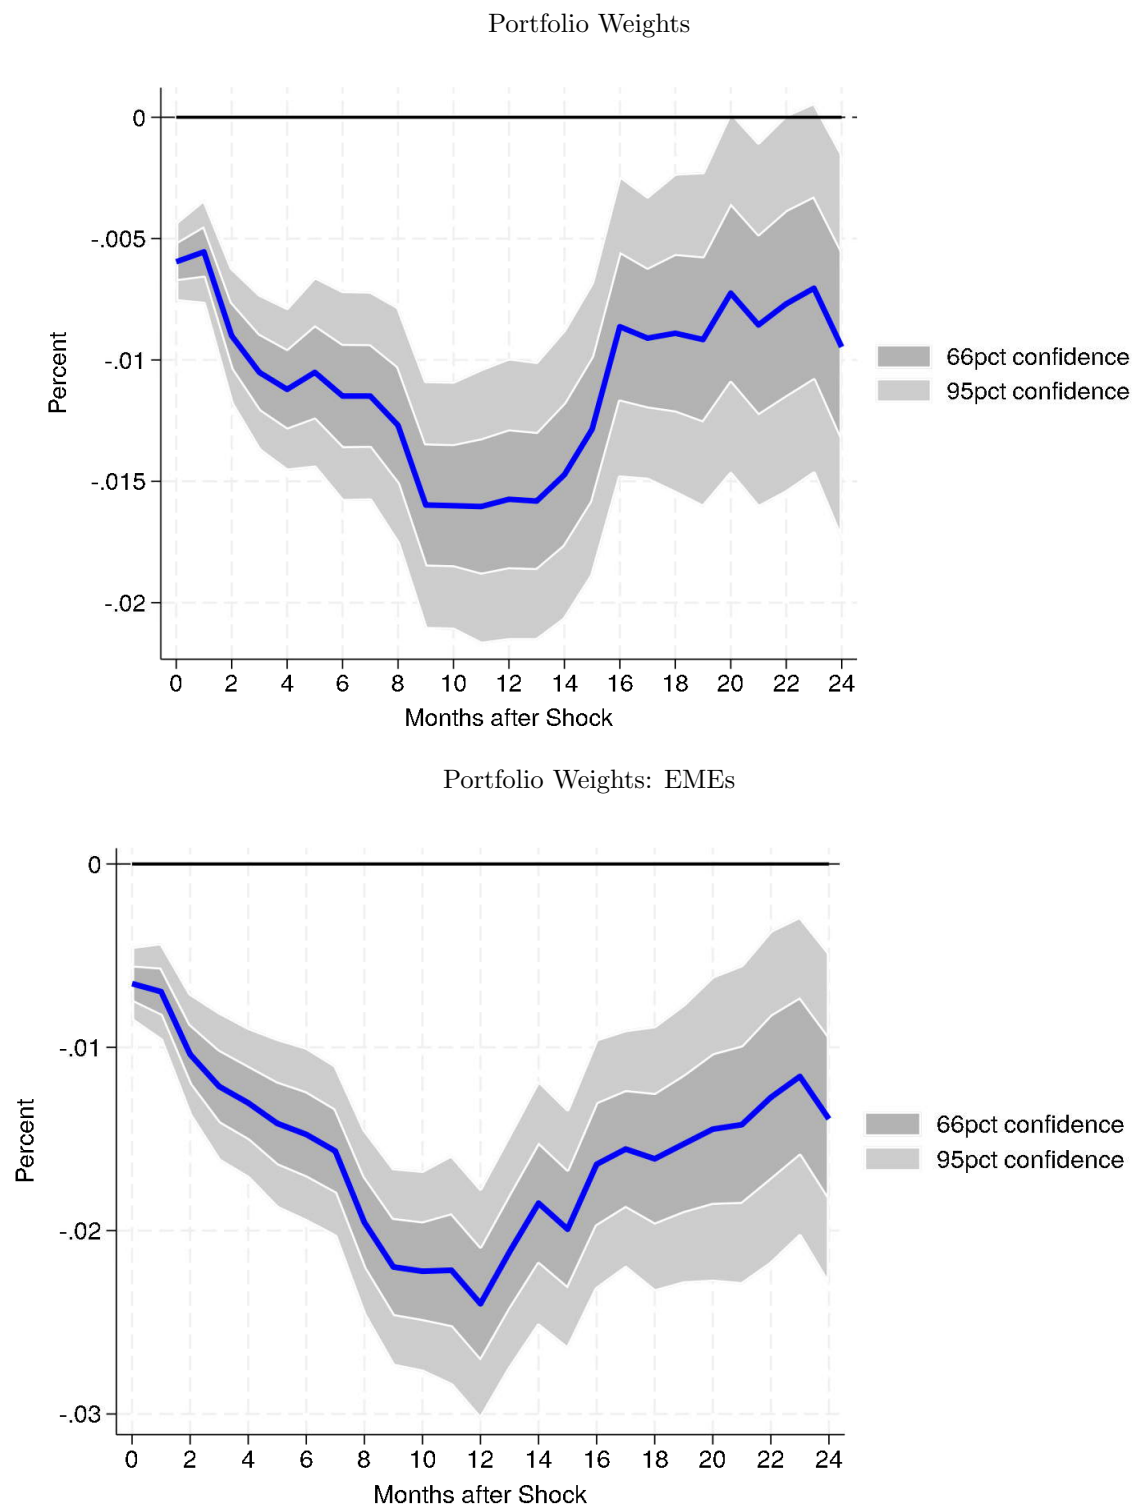 Portfolio Weights
0
-.005
-.01
-.015
-.02
Percent
0 2 4 6 8 10 12 14 16 18 20 22 24
Months after Shock
66pct confidence
95pct confidence
Portfolio Weights: EMEs
0
-.01
-.02
-.03
Percent
0 2 4 6 8 10 12 14 16 18 20 22 24
Months after Shock
66pct confidence
95pct confidence